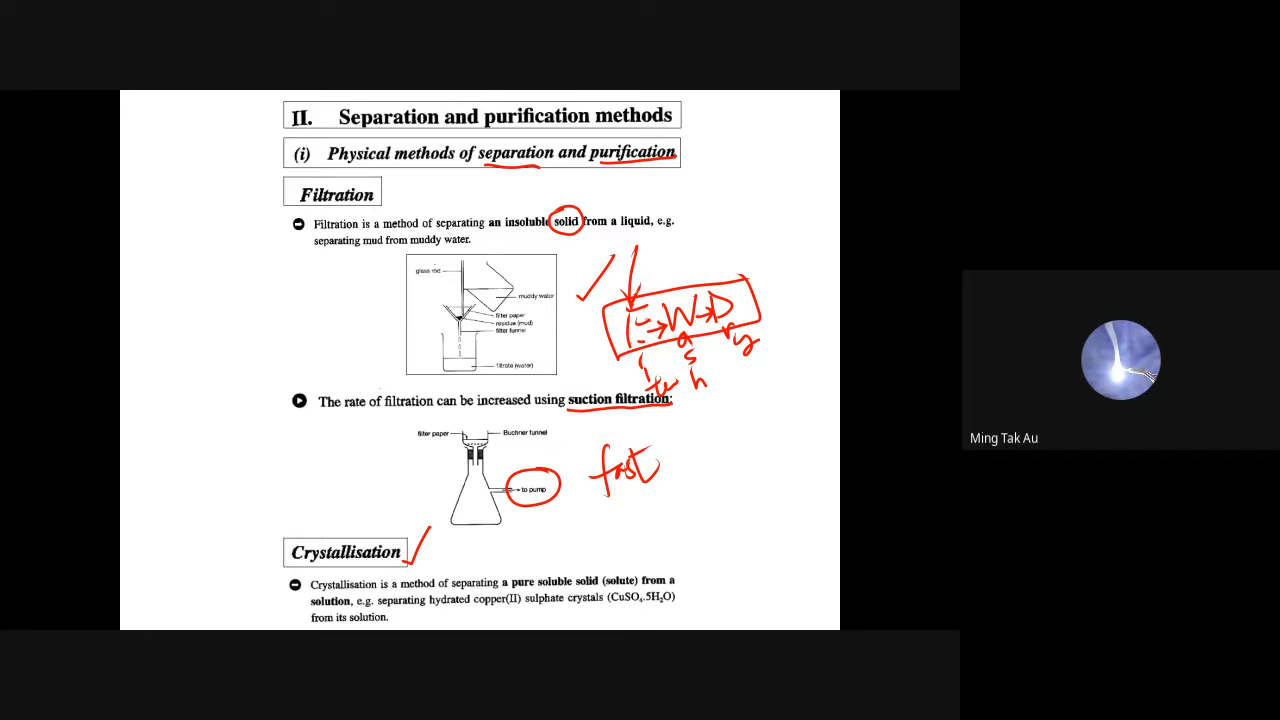 II. Separation and purification methods
(i) Physical methods of separation and purification
Filtration
Filtration is a method of separating an insoluble solid from a liquid, e.g.
separating mud from muddy water.
glass rod
muddy water
filter paper
residue (mud)
filter funnel
filtrate (water)
F → W → D
ilter
ash
ry
The rate of filtration can be increased using suction filtration:
filter paper
Buchner funnel
to pump
fast
Crystallisation
Crystallisation is a method of separating a pure soluble solid (solute) from a
solution, e.g. separating hydrated copper(II) sulphate crystals (CuSO₄.5H₂O)
from its solution.
Ming Tak Au